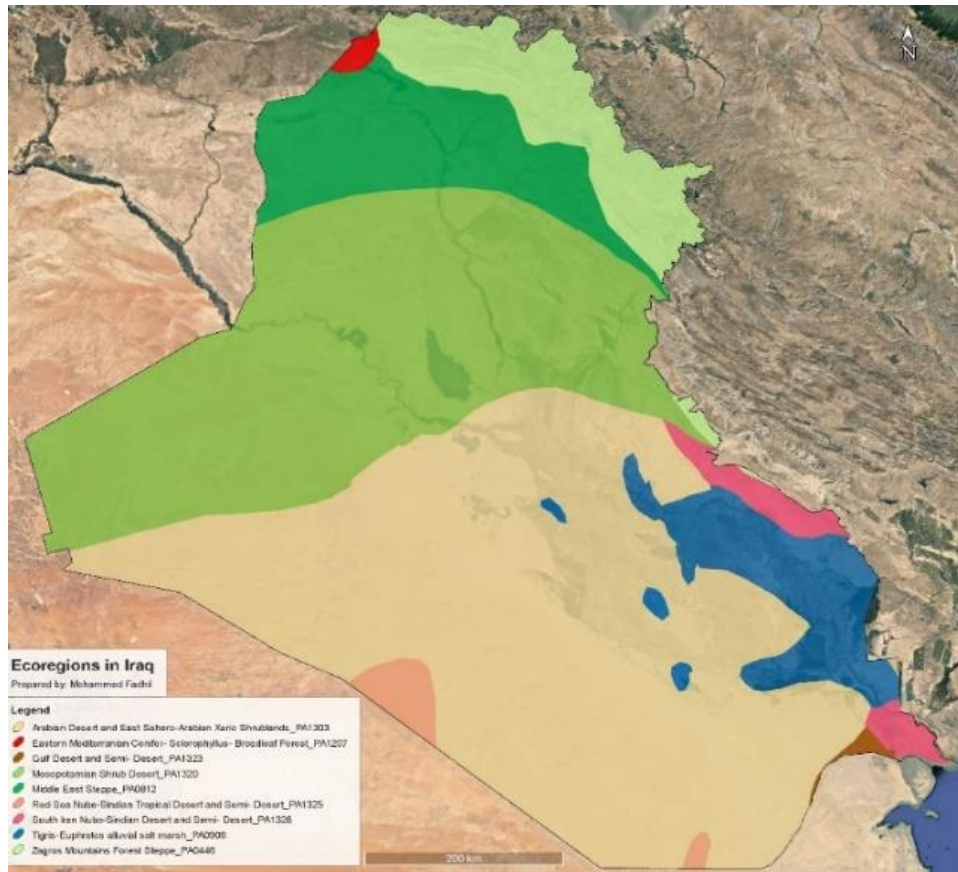 N
Ecoregions in Iraq
Prepared by: Mohammed Fadhil
Legend
Arabian Desert and East Sahero-Arabian Xeric Shrublands_PA1303
Eastern Mediterranean Conifer- Sclerophyllus- Broadleaf Forest_PA1207
Gulf Desert and Semi- Desert_PA1323
Mesopotamian Shrub Desert_PA1320
Middle East Steppe_PA0812
Red Sea Nubo-Sindian Tropical Desert and Semi- Desert_PA1325
South Iran Nubo-Sindian Desert and Semi- Desert_PA1328
Tigris-Euphrates alluvial salt marsh_PA0906
Zagros Mountains Forest Steppe_PA0446
200 km